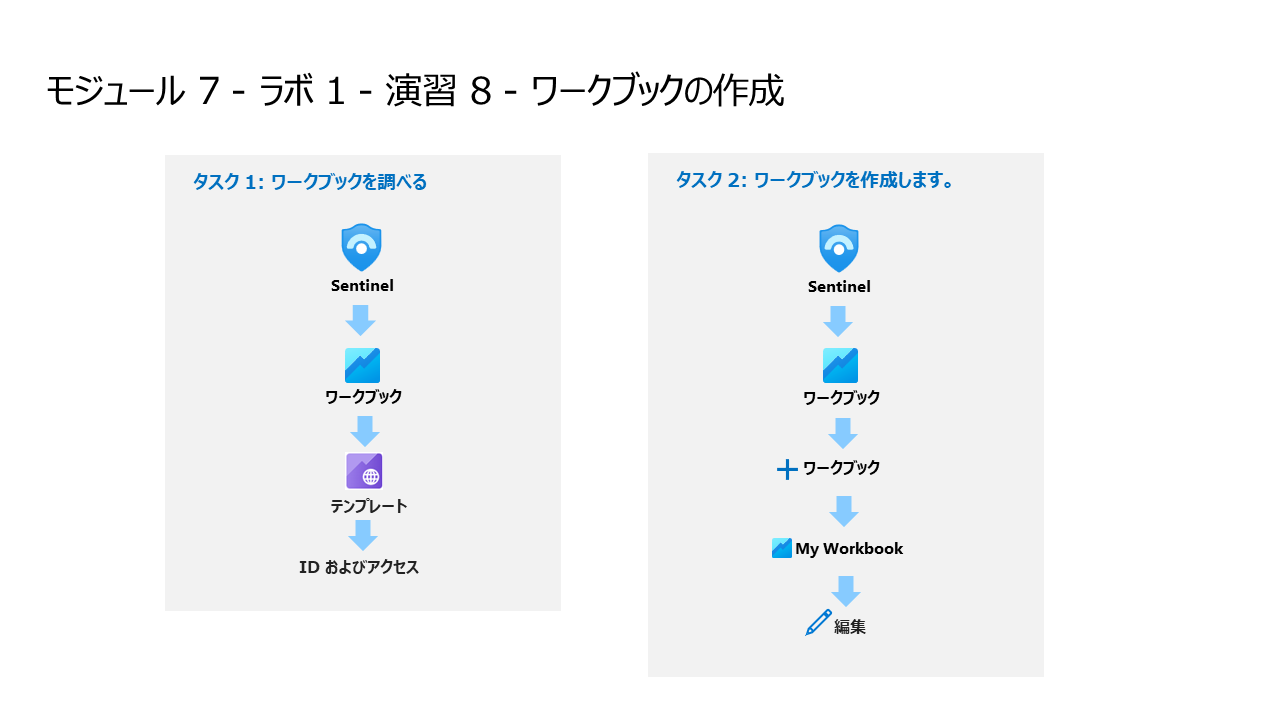 モジュール 7 - ラボ 1 - 演習 8 - ワークブックの作成
タスク 1: ワークブックを調べる
Sentinel
ワークブック
テンプレート
ID およびアクセス
タスク 2: ワークブックを作成します。
Sentinel
ワークブック
ワークブック
My Workbook
編集